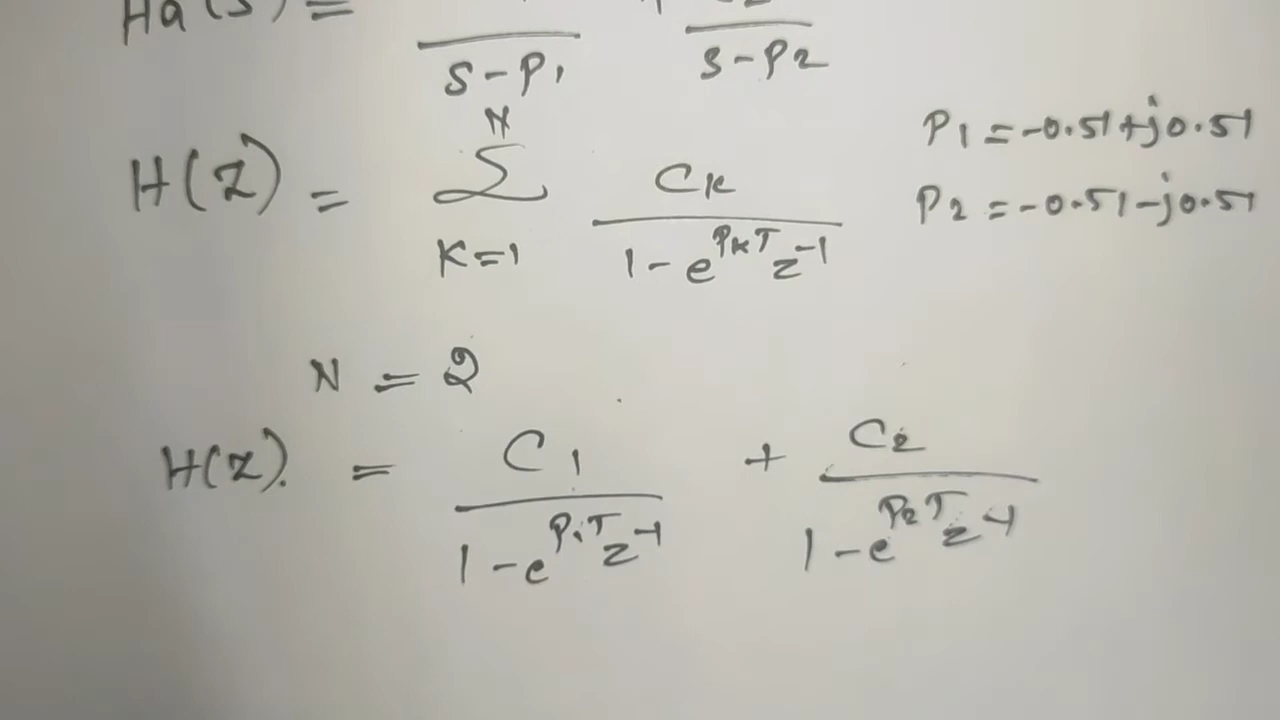 Ha(S) =
S-P1 S-P2
N
H(Z) = Σ CK P1 = -0.51+j0.51
K=1 1-e^PKT z^-1 P2 = -0.51-j0.51
N = 2
H(Z). = C1 + C2
1-e^P1T z^-1 1-e^P2T z^-1